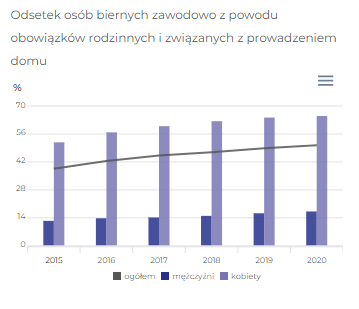 Odsetek osób biernych zawodowo z powodu
obowiązków rodzinnych i związanych z prowadzeniem
domu
%
70
56
42
28
14
0
2015 2016 2017 2018 2019 2020
ogółem mężczyźni kobiety